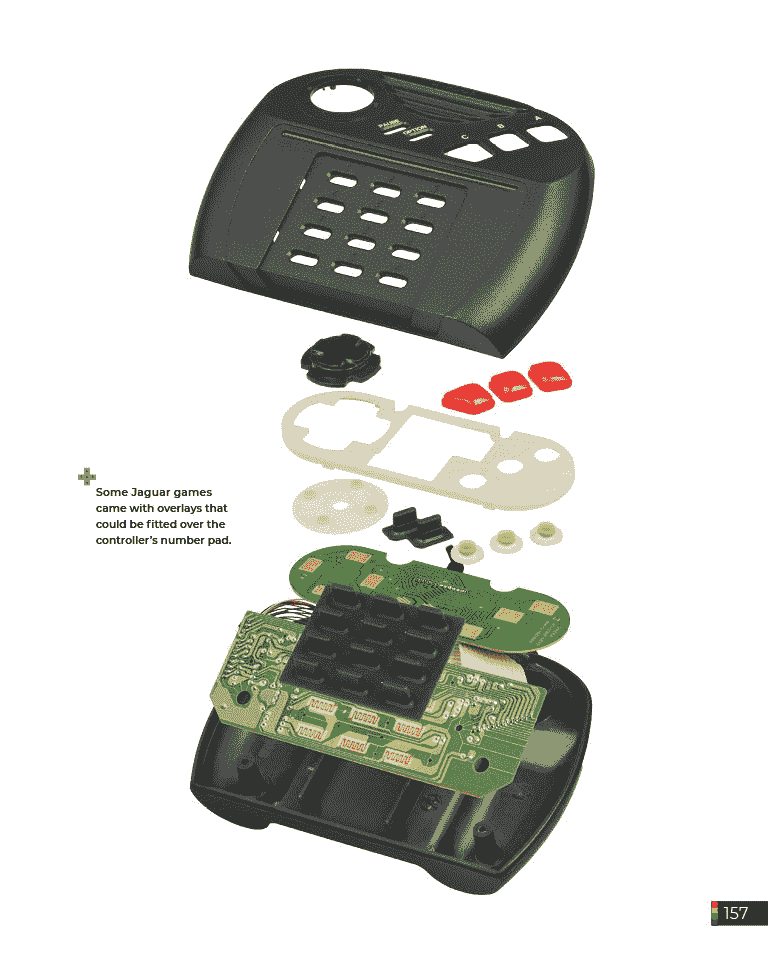 PAUSE
OPTION
C
B
A
Some Jaguar games
came with overlays that
could be fitted over the
controller’s number pad.
157